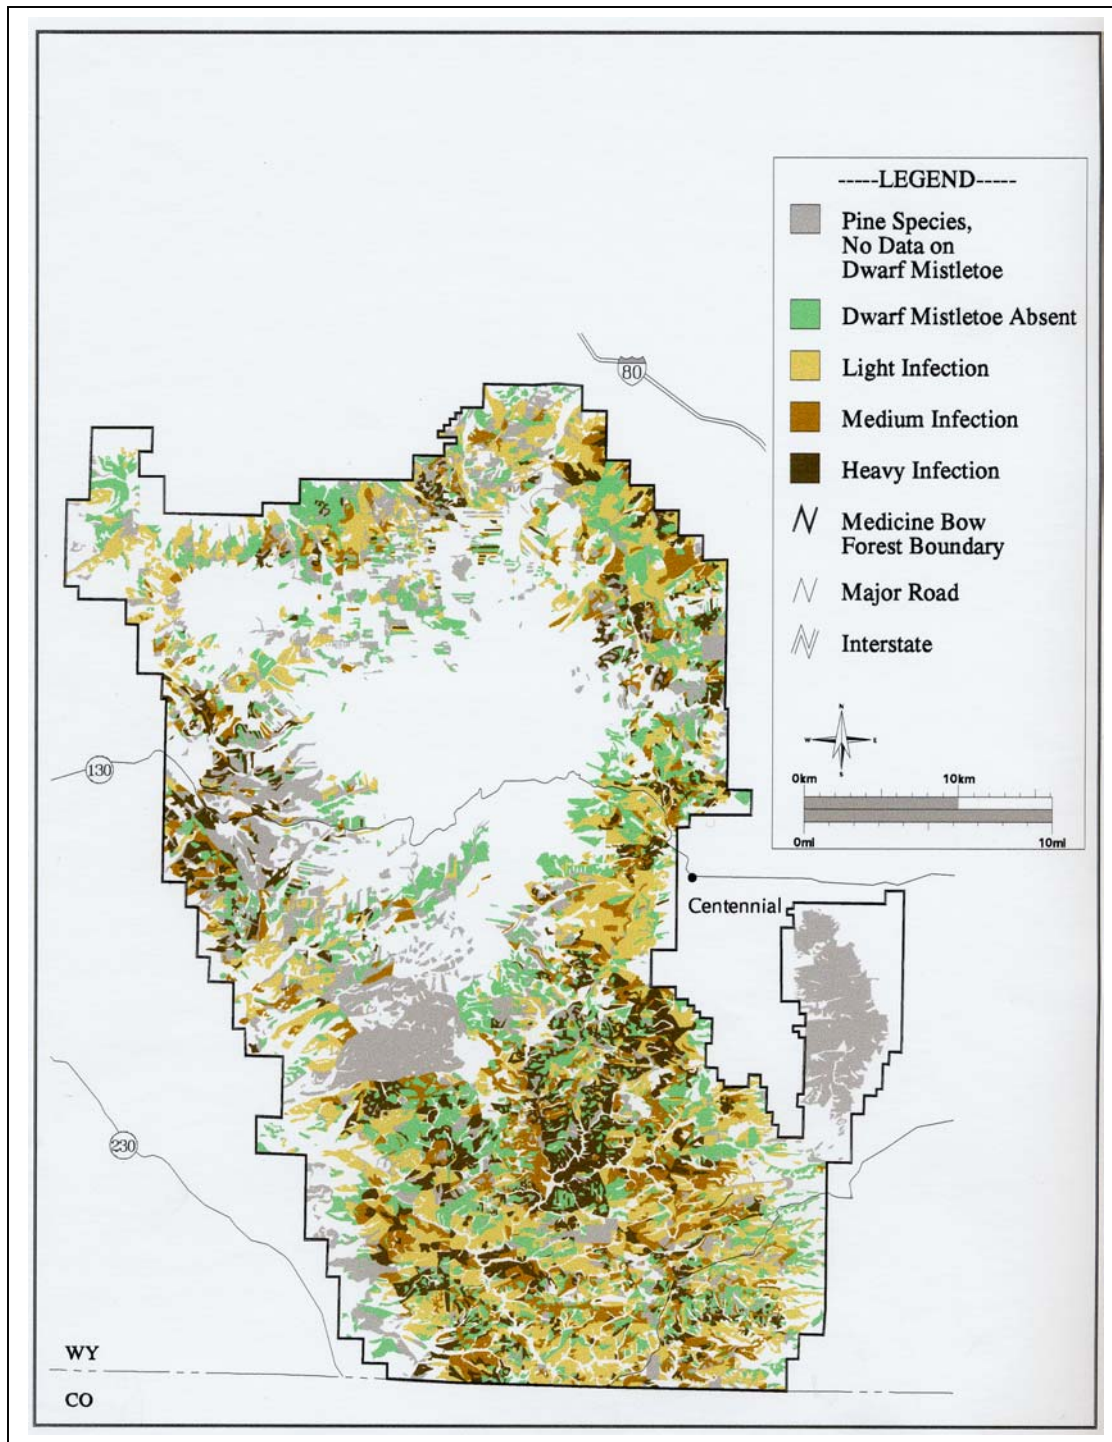 -----LEGEND-----
Pine Species,
No Data on
Dwarf Mistletoe
Dwarf Mistletoe Absent
Light Infection
80
Medium Infection
Heavy Infection
Medicine Bow
Forest Boundary
Major Road
Interstate
N
W E
S
130
0km 10km
0mi 10mi
Centennial
230
WY
CO